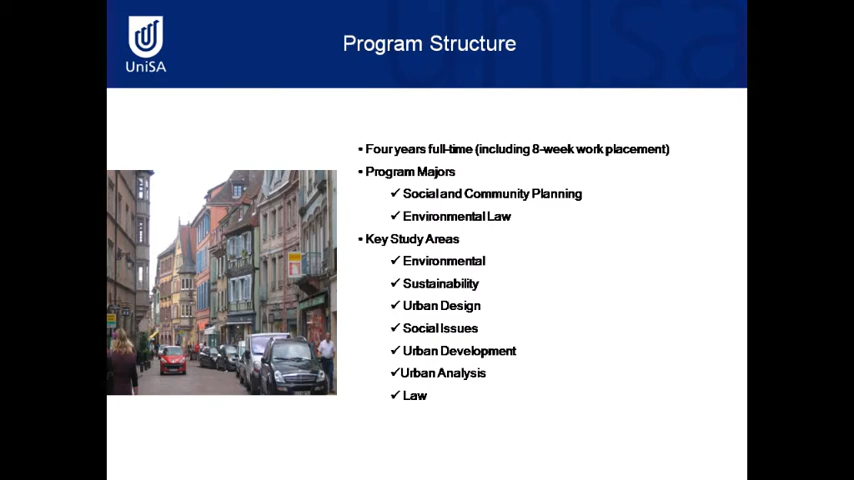 UniSA
Program Structure
▪ Four years full-time (including 8-week work placement)
▪ Program Majors
✓ Social and Community Planning
✓ Environmental Law
▪ Key Study Areas
✓ Environmental
✓ Sustainability
✓ Urban Design
✓ Social Issues
✓ Urban Development
✓Urban Analysis
✓ Law